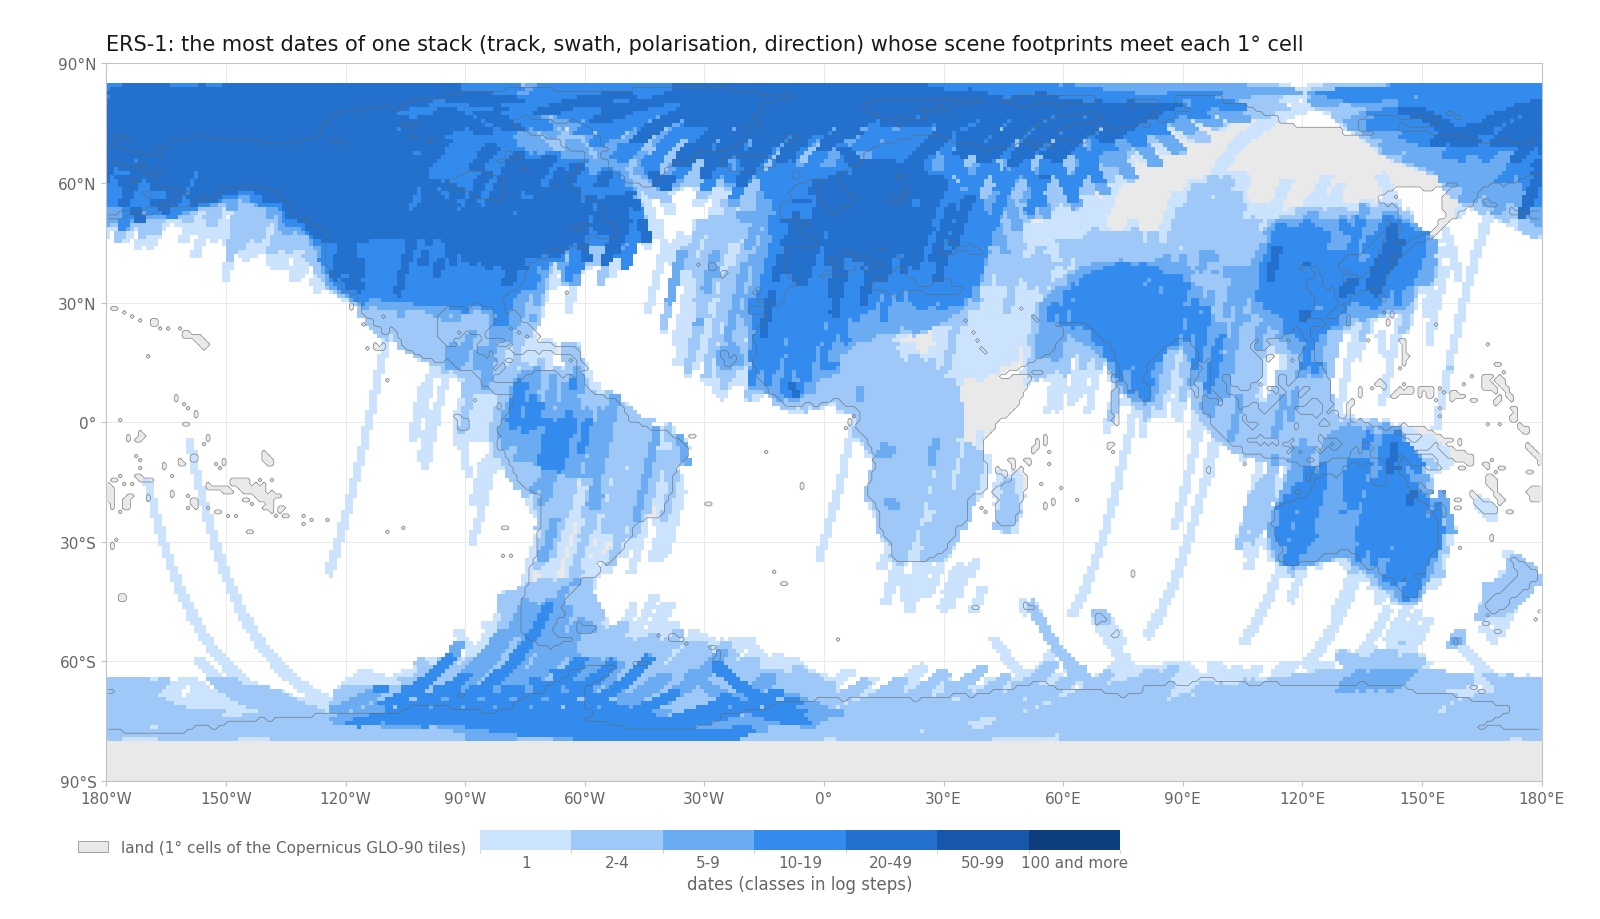 ERS-1: the most dates of one stack (track, swath, polarisation, direction) whose scene footprints meet each 1° cell
90°N
60°N
30°N
0°
30°S
60°S
90°S
180°W 150°W 120°W 90°W 60°W 30°W 0° 30°E 60°E 90°E 120°E 150°E 180°E
land (1° cells of the Copernicus GLO-90 tiles)
1 2-4 5-9 10-19 20-49 50-99 100 and more
dates (classes in log steps)